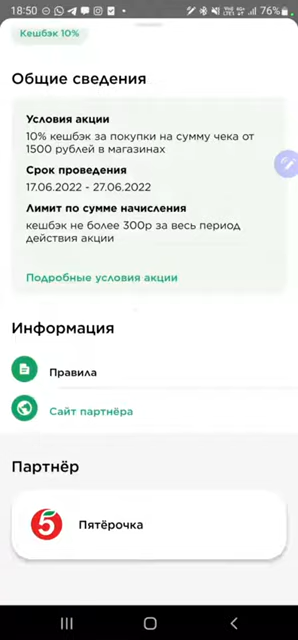 18:50
76%
Кешбэк 10%
Общие сведения
Условия акции
10% кешбэк за покупки на сумму чека от
1500 рублей в магазинах
Срок проведения
17.06.2022 - 27.06.2022
Лимит по сумме начисления
кешбэк не более 300р за весь период
действия акции
Подробные условия акции
Информация
Правила
Сайт партнёра
Партнёр
5
Пятёрочка